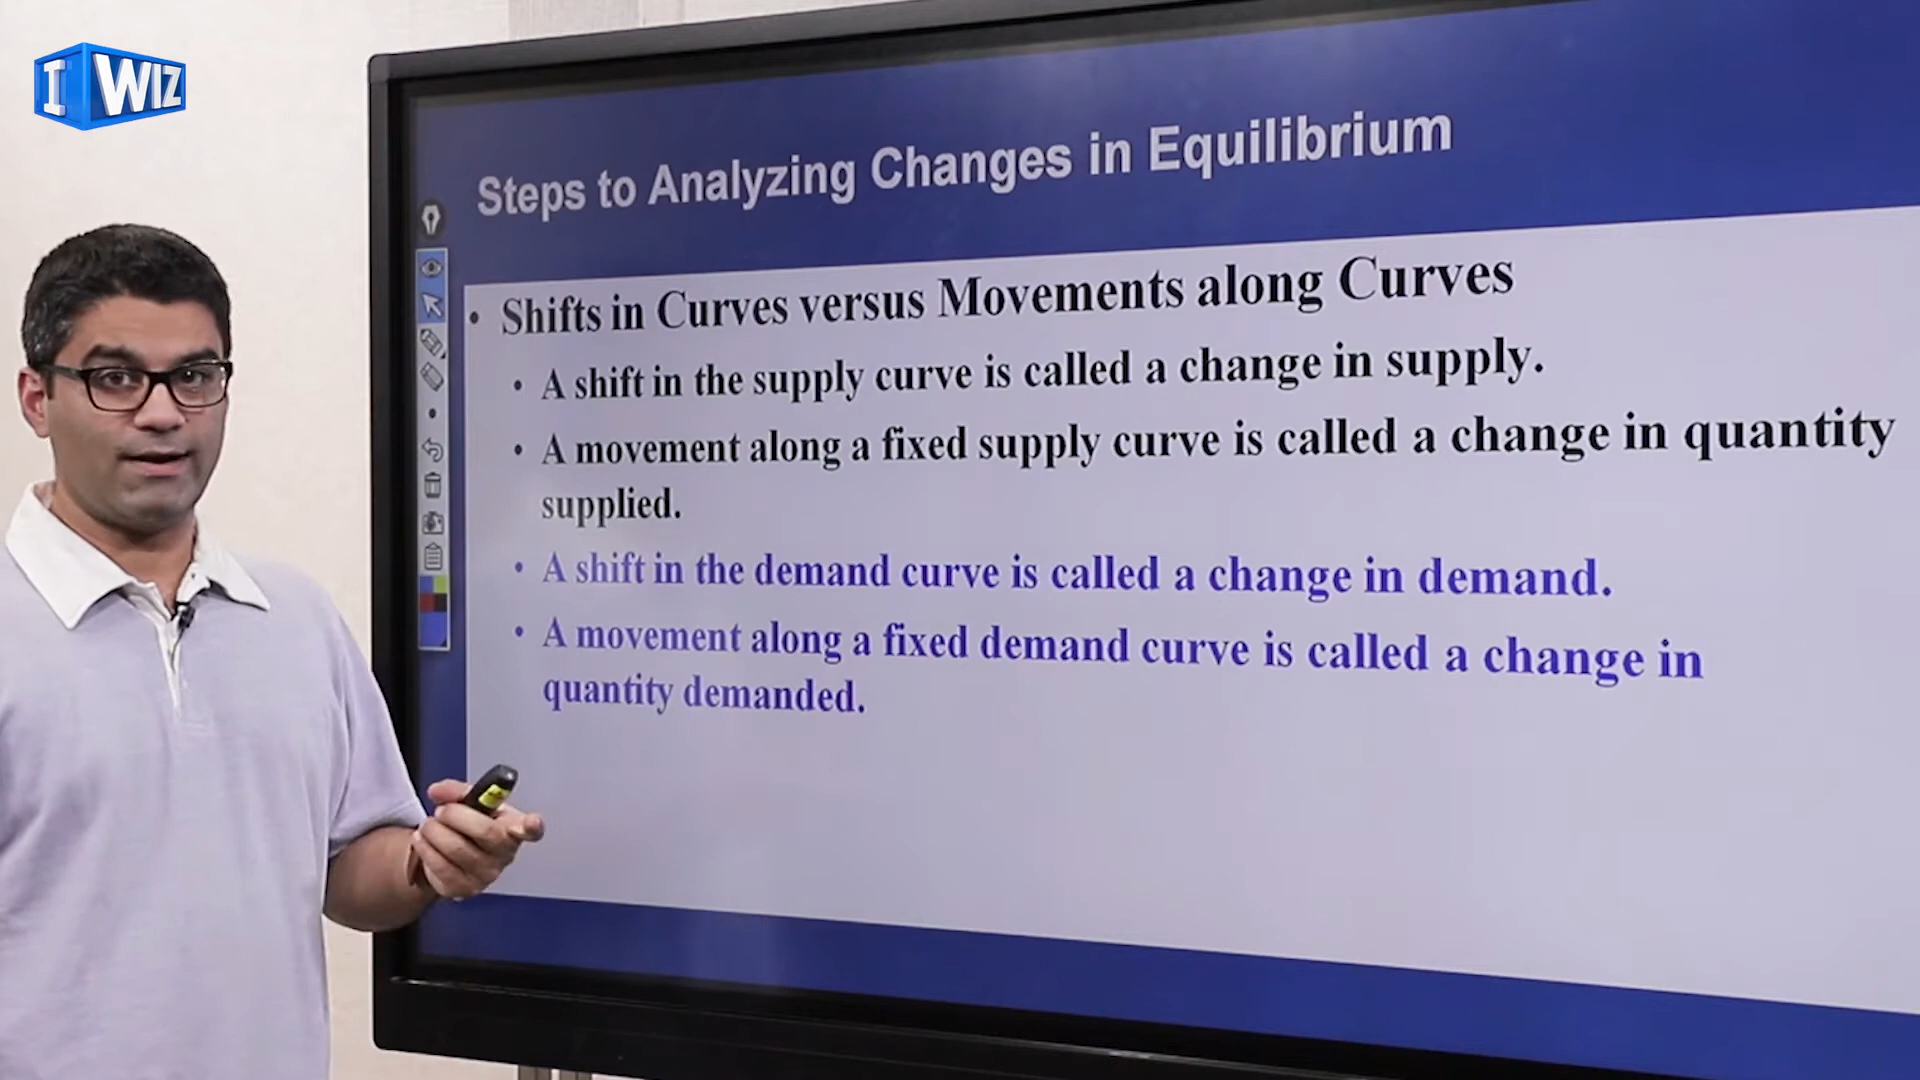 I WIZ
Steps to Analyzing Changes in Equilibrium
• Shifts in Curves versus Movements along Curves
• A shift in the supply curve is called a change in supply.
• A movement along a fixed supply curve is called a change in quantity
supplied.
• A shift in the demand curve is called a change in demand.
• A movement along a fixed demand curve is called a change in
quantity demanded.